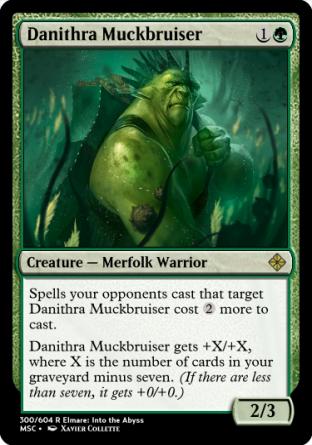 Danithra Muckbruiser 1
Creature — Merfolk Warrior
Spells your opponents cast that target
Danithra Muckbruiser cost 2 more to
cast.
Danithra Muckbruiser gets +X/+X,
where X is the number of cards in your
graveyard minus seven. (If there are less
than seven, it gets +0/+0.)
2/3
300/604 R Elmare: Into the Abyss
MSC • Xavier Collette